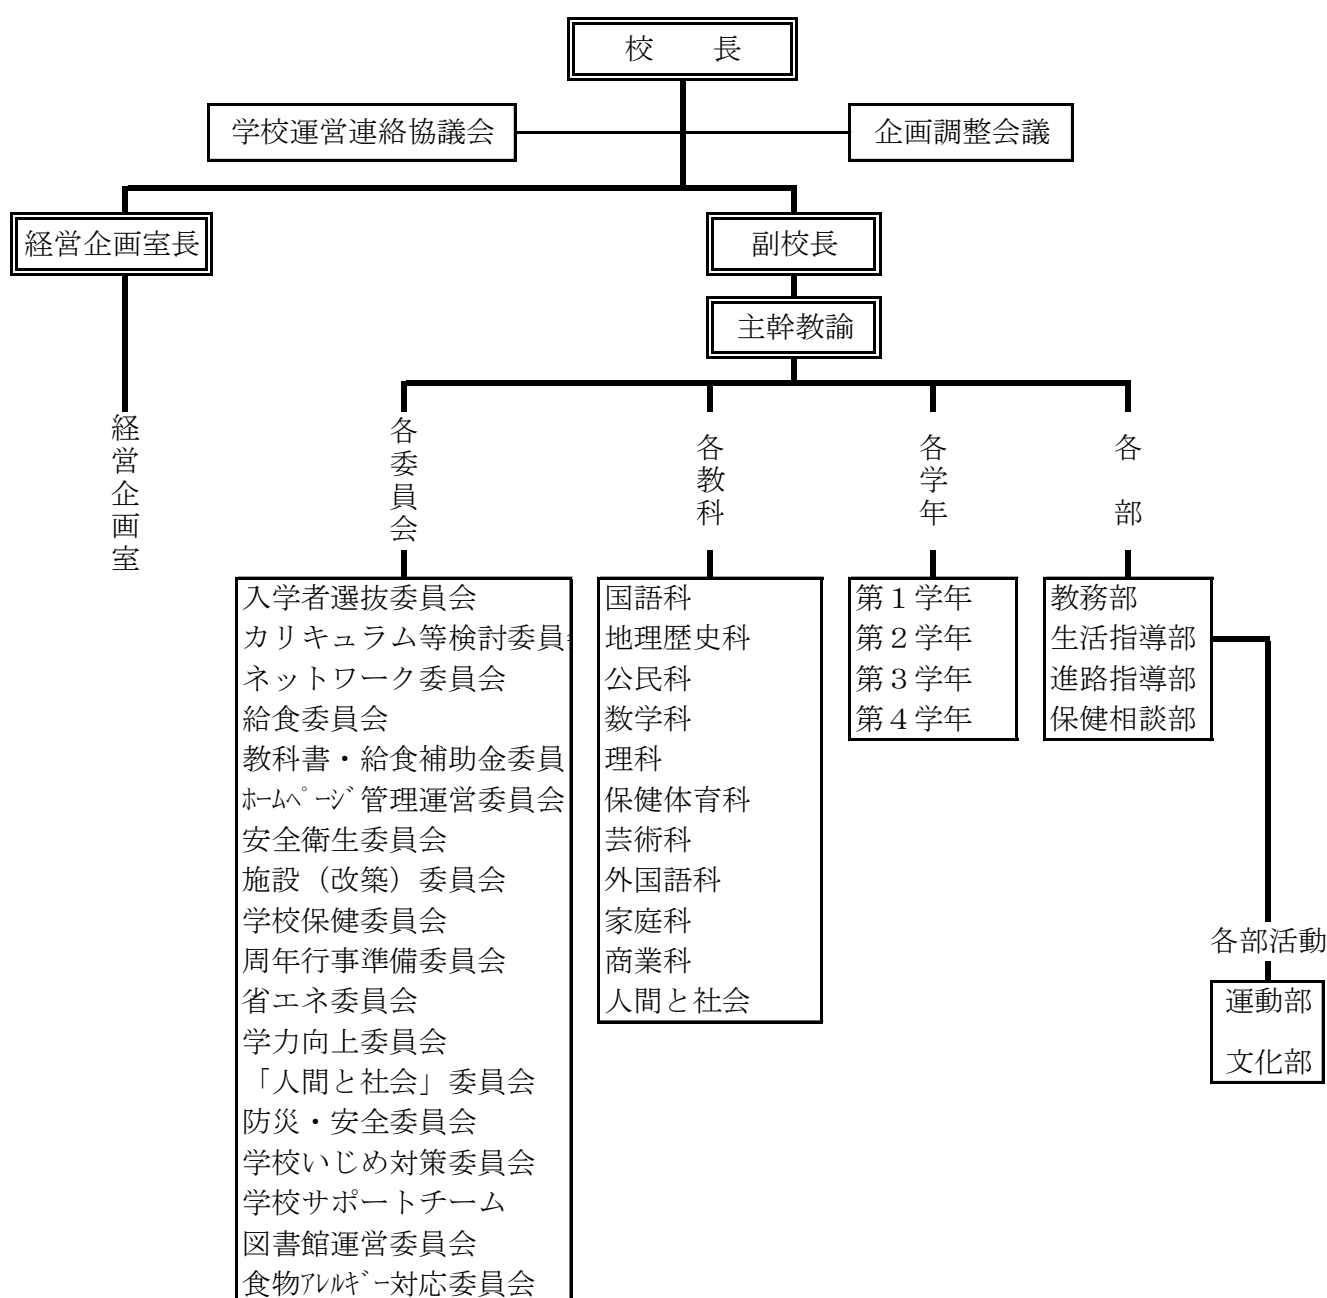 校　　長
学校運営連絡協議会
企画調整会議
経営企画室長
副校長
主幹教諭
経営企画室
各委員会
各教科
各学年
各　部
入学者選抜委員会
カリキュラム等検討委員
ネットワーク委員会
給食委員会
教科書・給食補助金委員
ﾎｰﾑﾍﾟｰｼﾞ管理運営委員会
安全衛生委員会
施設（改築）委員会
学校保健委員会
周年行事準備委員会
省エネ委員会
学力向上委員会
「人間と社会」委員会
防災・安全委員会
学校いじめ対策委員会
学校サポートチーム
図書館運営委員会
食物ｱﾚﾙｷﾞｰ対応委員会
国語科
地理歴史科
公民科
数学科
理科
保健体育科
芸術科
外国語科
家庭科
商業科
人間と社会
第１学年
第２学年
第３学年
第４学年
教務部
生活指導部
進路指導部
保健相談部
各部活動
運動部
文化部